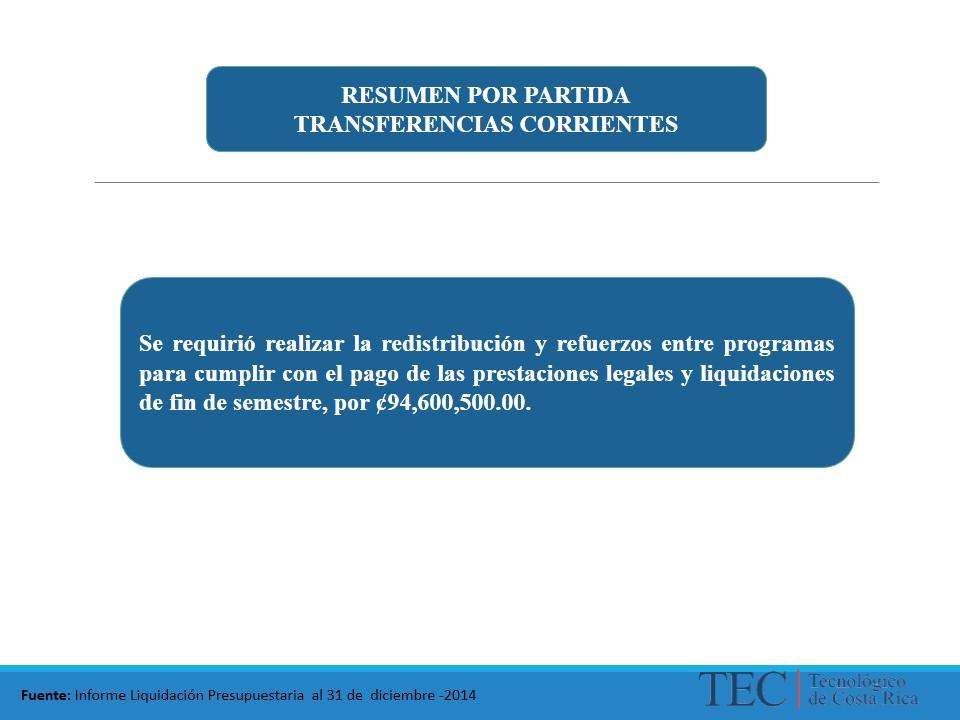 RESUMEN POR PARTIDA
TRANSFERENCIAS CORRIENTES
Se requirió realizar la redistribución y refuerzos entre programas
para cumplir con el pago de las prestaciones legales y liquidaciones
de fin de semestre, por ¢94,600,500.00.
Fuente: Informe Liquidación Presupuestaria al 31 de diciembre -2014
TEC Tecnológico
de Costa Rica